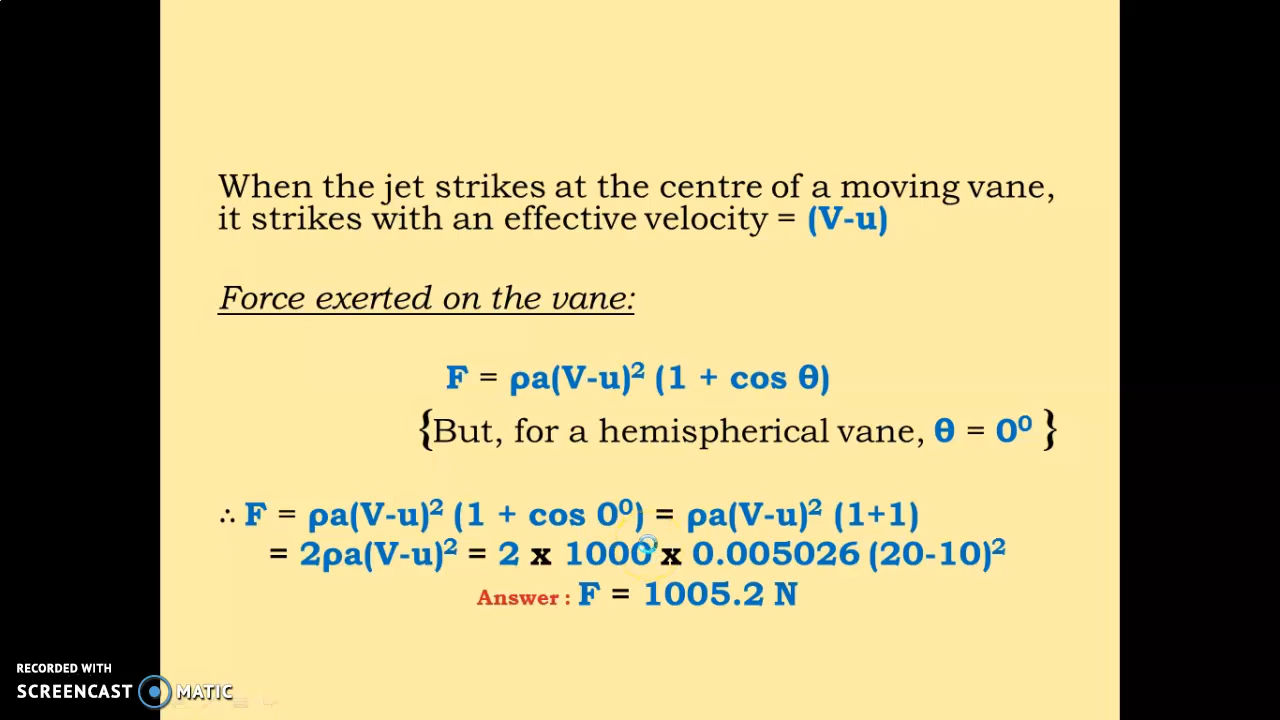 When the jet strikes at the centre of a moving vane,
it strikes with an effective velocity = (V-u)
Force exerted on the vane:
F = ρa(V-u)² (1 + cos θ)
{But, for a hemispherical vane, θ = 0⁰ }
∴ F = ρa(V-u)² (1 + cos 0⁰) = ρa(V-u)² (1+1)
= 2ρa(V-u)² = 2 x 1000 x 0.005026 (20-10)²
Answer : F = 1005.2 N
RECORDED WITH
SCREENCAST MATIC